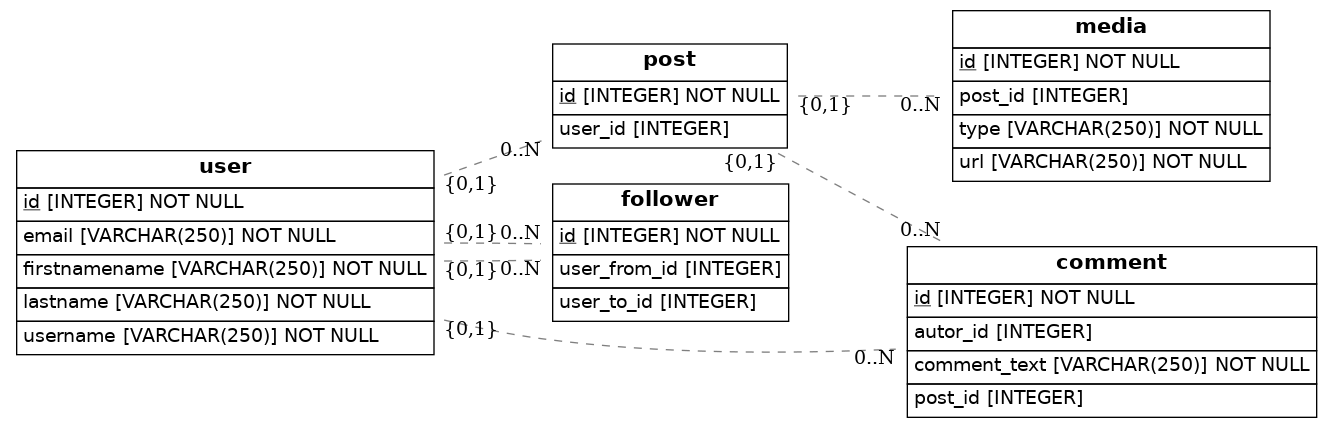 user
id [INTEGER] NOT NULL
email [VARCHAR(250)] NOT NULL
firstnamename [VARCHAR(250)] NOT NULL
lastname [VARCHAR(250)] NOT NULL
username [VARCHAR(250)] NOT NULL
{0,1}
0..N
{0,1}
0..N
{0,1}
0..N
{0,1}
0..N
post
id [INTEGER] NOT NULL
user_id [INTEGER]
{0,1}
0..N
{0,1}
0..N
follower
id [INTEGER] NOT NULL
user_from_id [INTEGER]
user_to_id [INTEGER]
media
id [INTEGER] NOT NULL
post_id [INTEGER]
type [VARCHAR(250)] NOT NULL
url [VARCHAR(250)] NOT NULL
comment
id [INTEGER] NOT NULL
autor_id [INTEGER]
comment_text [VARCHAR(250)] NOT NULL
post_id [INTEGER]